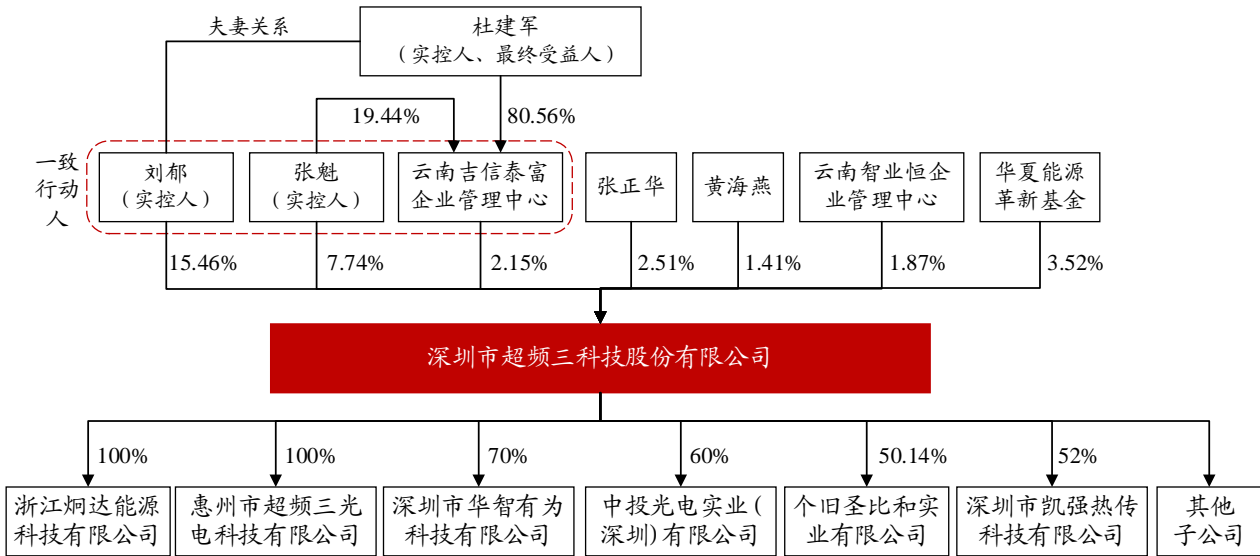 夫妻关系
杜建军
（实控人、最终受益人）
19.44%
80.56%
一致
行动
人
刘郁
（实控人）
张魁
（实控人）
云南吉信泰富
企业管理中心
张正华
黄海燕
云南智业恒企
业管理中心
华夏能源
革新基金
15.46%
7.74%
2.15%
2.51%
1.41%
1.87%
3.52%
深圳市超频三科技股份有限公司
100%
100%
70%
60%
50.14%
52%
浙江炯达能源
科技有限公司
惠州市超频三光
电科技有限公司
深圳市华智有为
科技有限公司
中投光电实业(
深圳)有限公司
个旧圣比和实
业有限公司
深圳市凯强热传
科技有限公司
其他
子公司